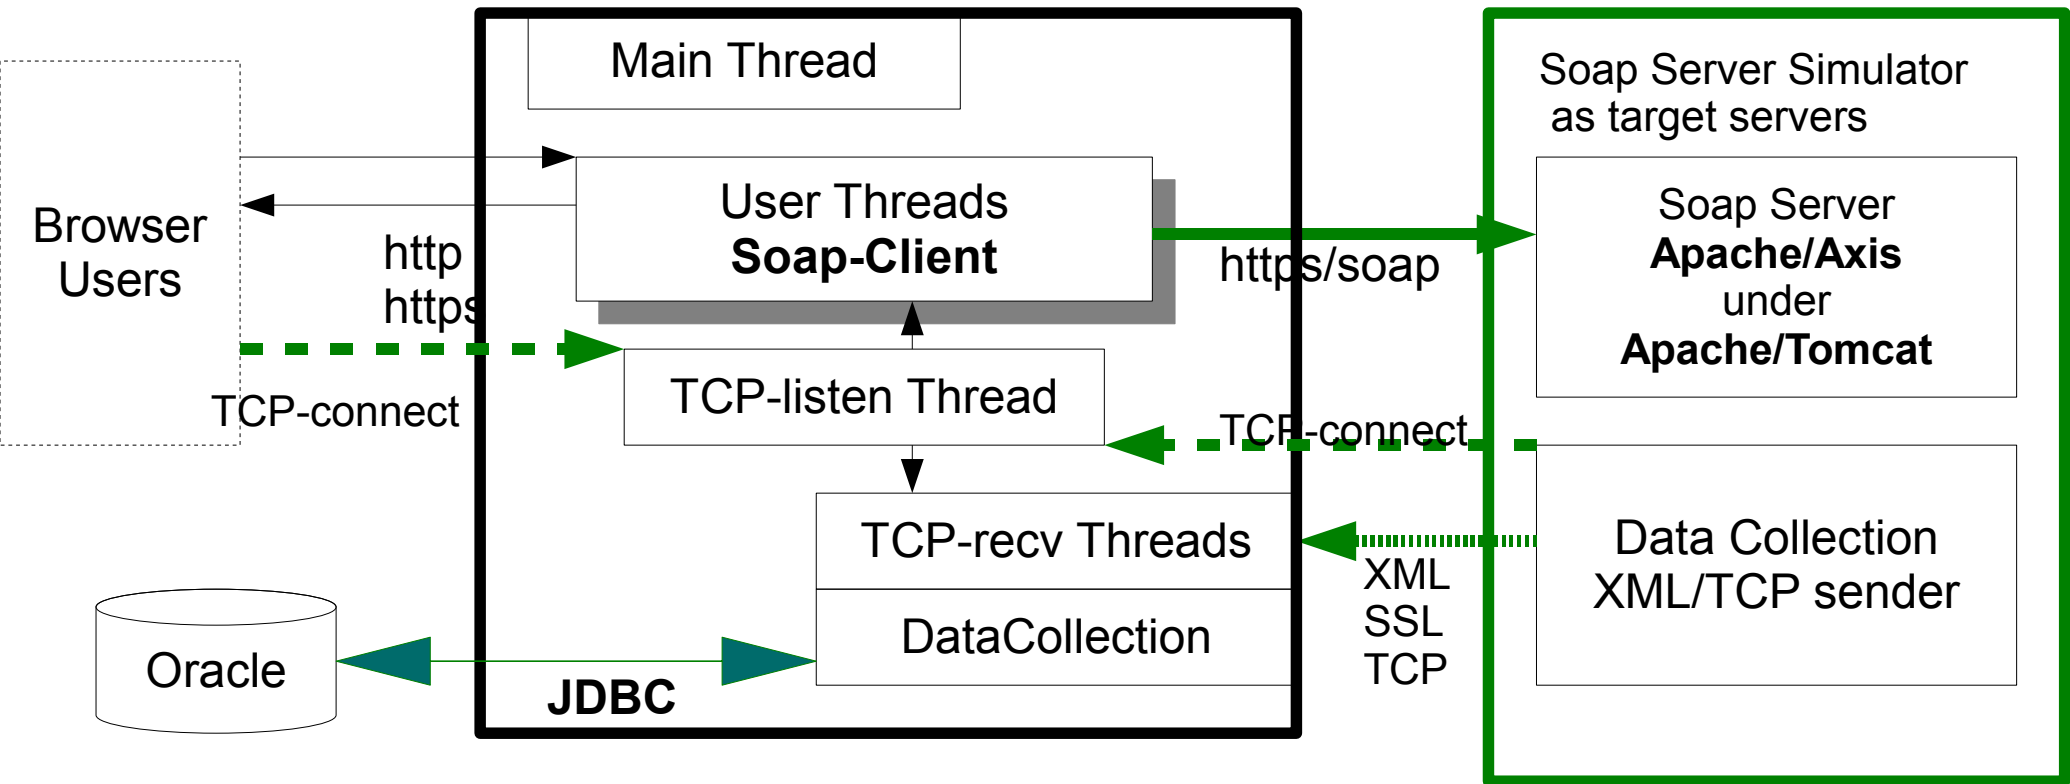 Main Thread
Soap Server Simulator
as target servers
Browser
Users
http
https
User Threads
Soap-Client
https/soap
Soap Server
Apache/Axis
under
Apache/Tomcat
TCP-connect
TCP-listen Thread
TCP-connect
TCP-recv Threads
DataCollection
XML
SSL
TCP
Data Collection
XML/TCP sender
Oracle
JDBC